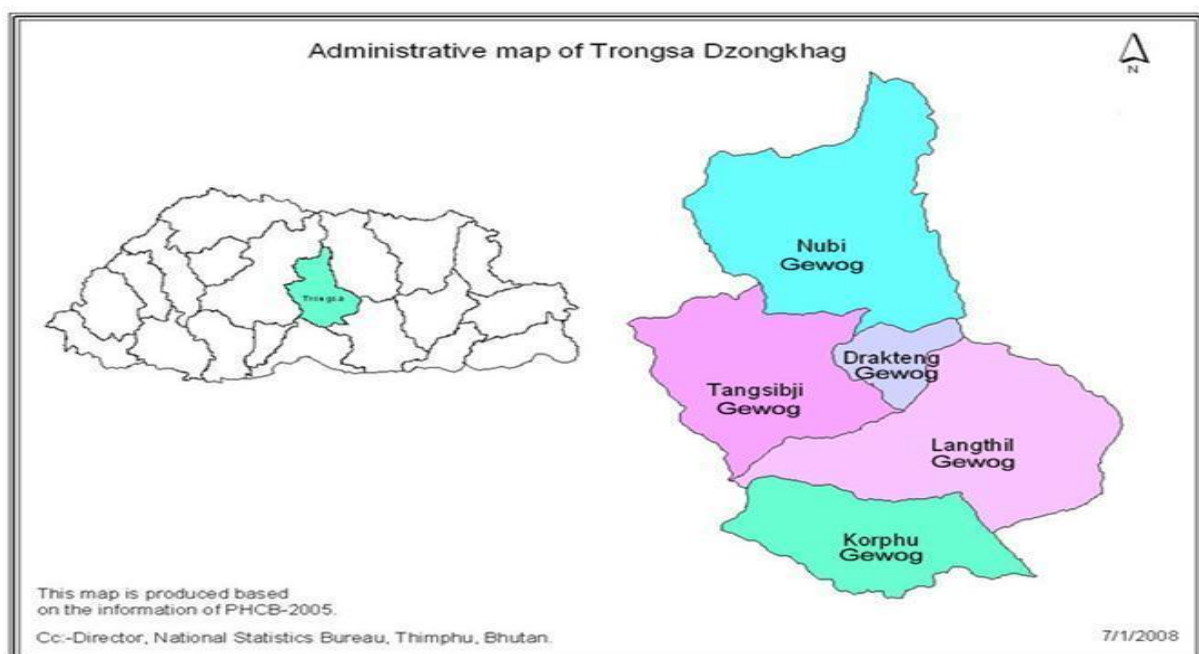 Administrative map of Trongsa Dzongkhag
N
Trongsa
Nubi
Gewog
Drakteng
Gewog
Tangsibji
Gewog
Langthil
Gewog
Korphu
Gewog
This map is produced based
on the information of PHCB-2005.
Cc:-Director, National Statistics Bureau, Thimphu, Bhutan.
7/1/2008